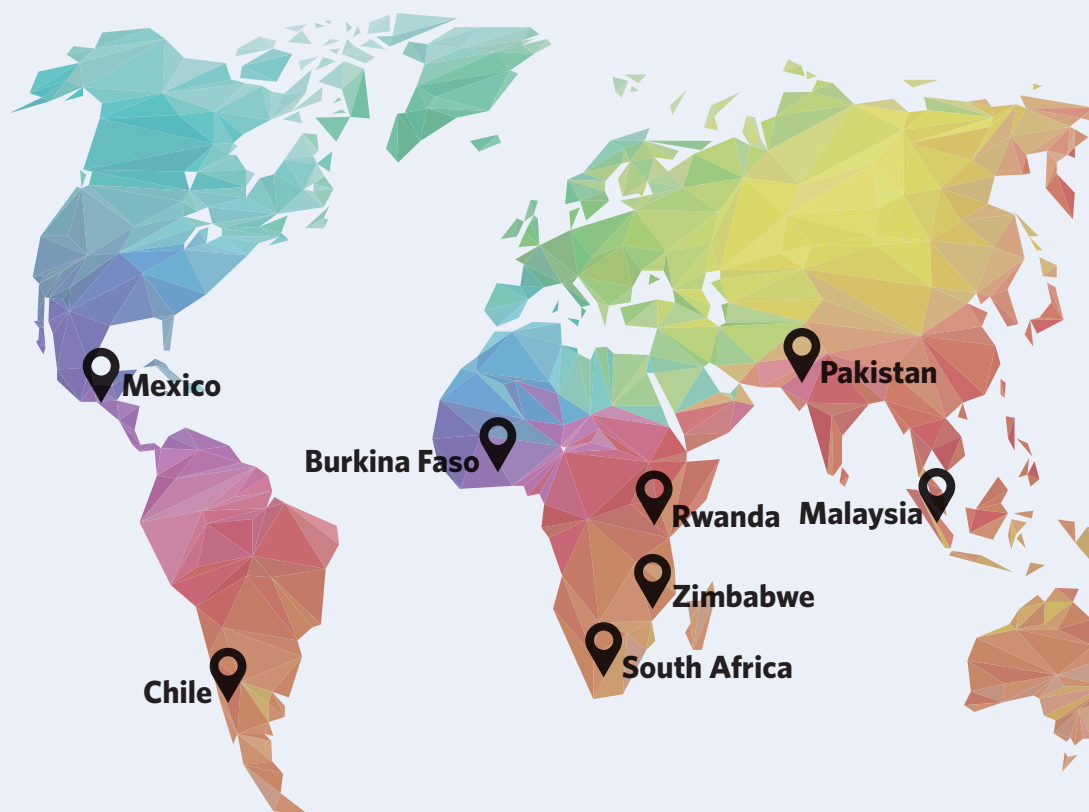 Mexico
Pakistan
Burkina Faso
Rwanda
Malaysia
Zimbabwe
South Africa
Chile